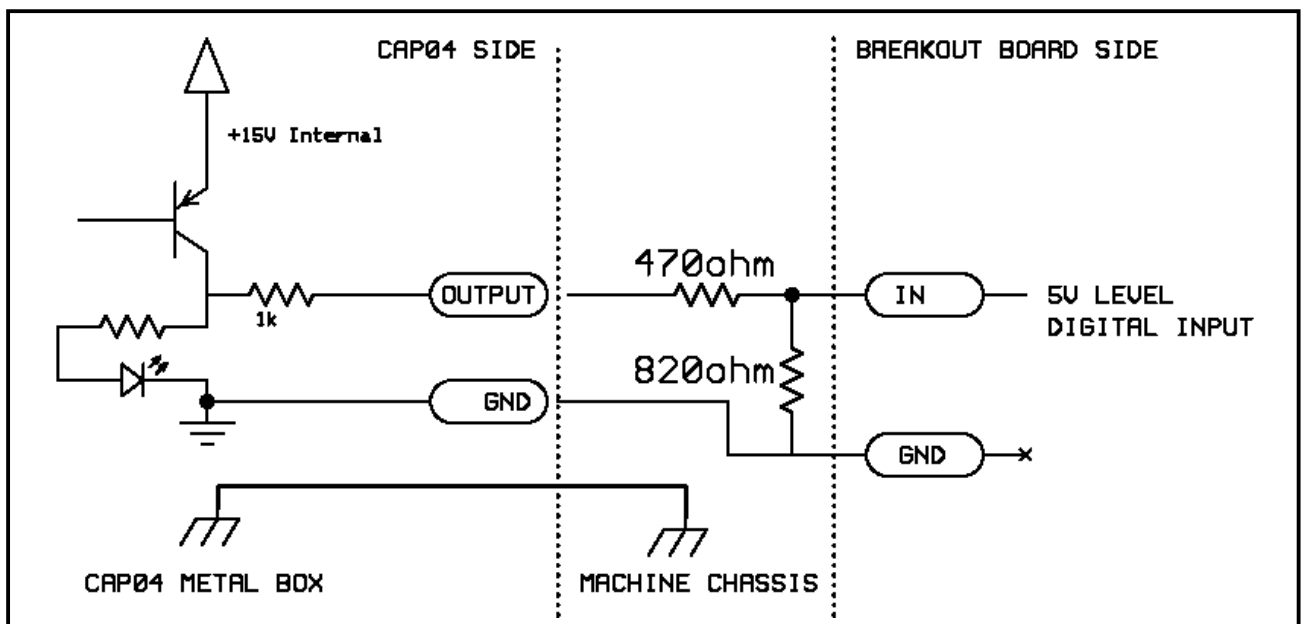 CAP04 SIDE
BREAKOUT BOARD SIDE
+15V Internal
470ohm
1k
OUTPUT
IN
5V LEVEL
DIGITAL INPUT
820ohm
GND
GND
CAP04 METAL BOX
MACHINE CHASSIS